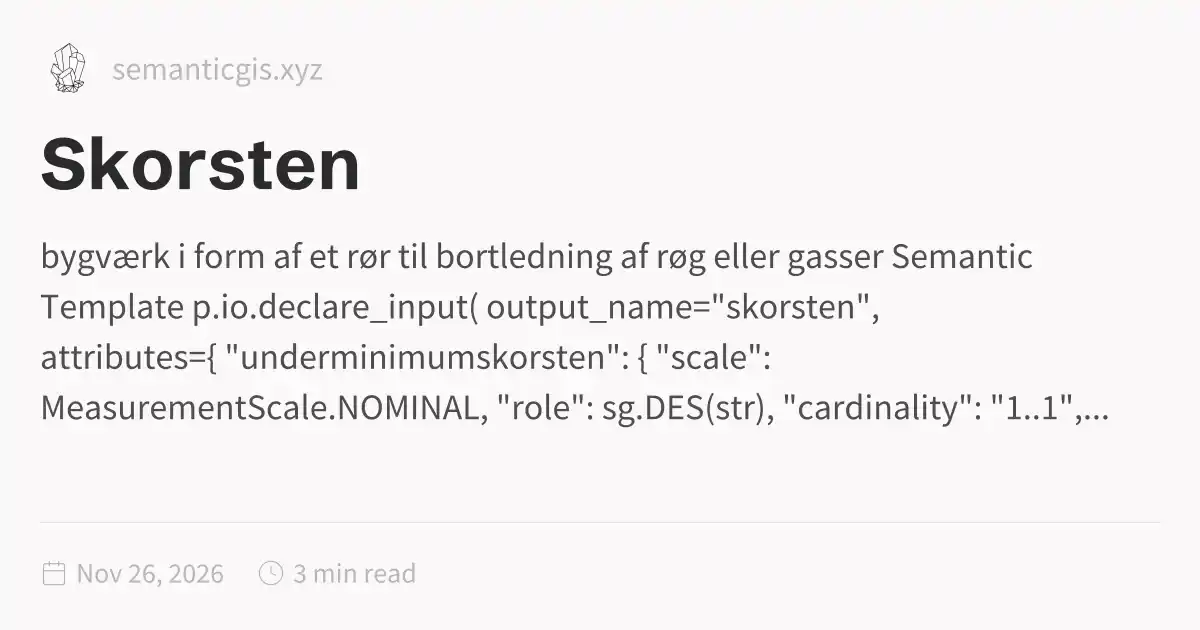 semanticgis.xyz
Skorsten
bygværk i form af et rør til bortledning af røg eller gasser Semantic
Template p.io.declare_input( output_name="skorsten",
attributes={ "underminimumskorsten": { "scale":
MeasurementScale.NOMINAL, "role": sg.DES(str), "cardinality": "1..1",...
Nov 26, 2026 3 min read